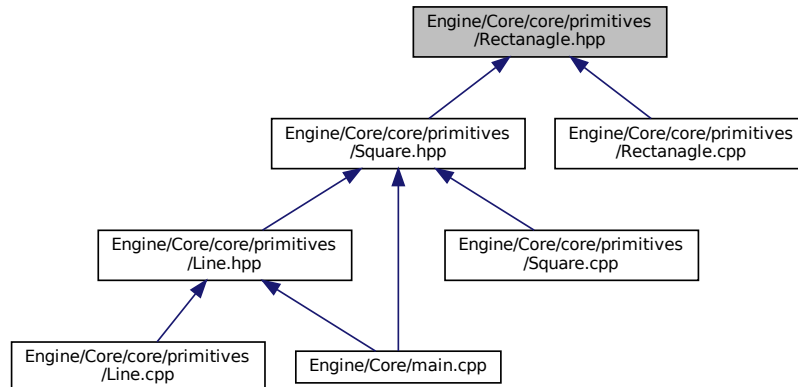 Engine/Core/core/primitives
/Rectanagle.hpp
Engine/Core/core/primitives
/Square.hpp
Engine/Core/core/primitives
/Rectanagle.cpp
Engine/Core/core/primitives
/Line.hpp
Engine/Core/core/primitives
/Square.cpp
Engine/Core/core/primitives
/Line.cpp
Engine/Core/main.cpp